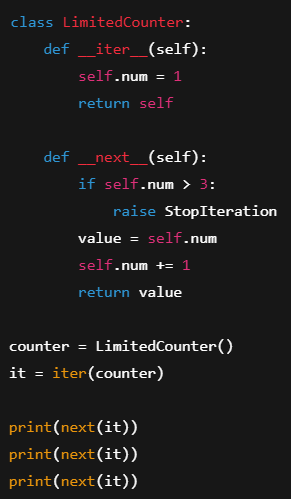 class LimitedCounter:
    def __iter__(self):
        self.num = 1
        return self

    def __next__(self):
        if self.num > 3:
            raise StopIteration
        value = self.num
        self.num += 1
        return value

counter = LimitedCounter()
it = iter(counter)

print(next(it))
print(next(it))
print(next(it))